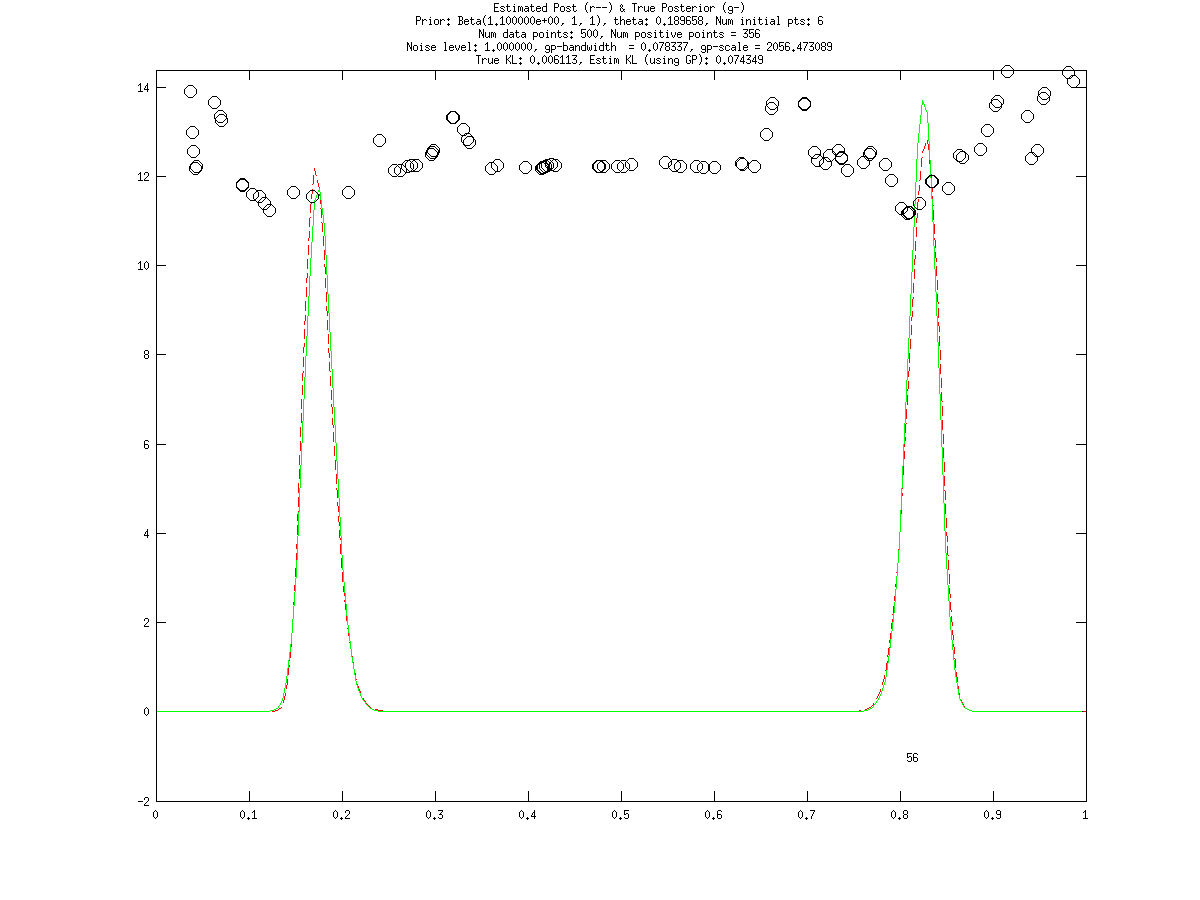 Estimated Post (r--) & True Posterior (g-)
Prior: Beta(1.100000e+00, 1, 1), theta: 0.189658, Num initial pts: 6
Num data points: 500, Num positive points = 356
Noise level: 1.000000, gp-bandwidth  = 0.078337, gp-scale = 2056.473089
True KL: 0.006113, Estim KL (using GP): 0.074349
14
12
10
8
6
4
2
0
56
-2
0 0.1 0.2 0.3 0.4 0.5 0.6 0.7 0.8 0.9 1